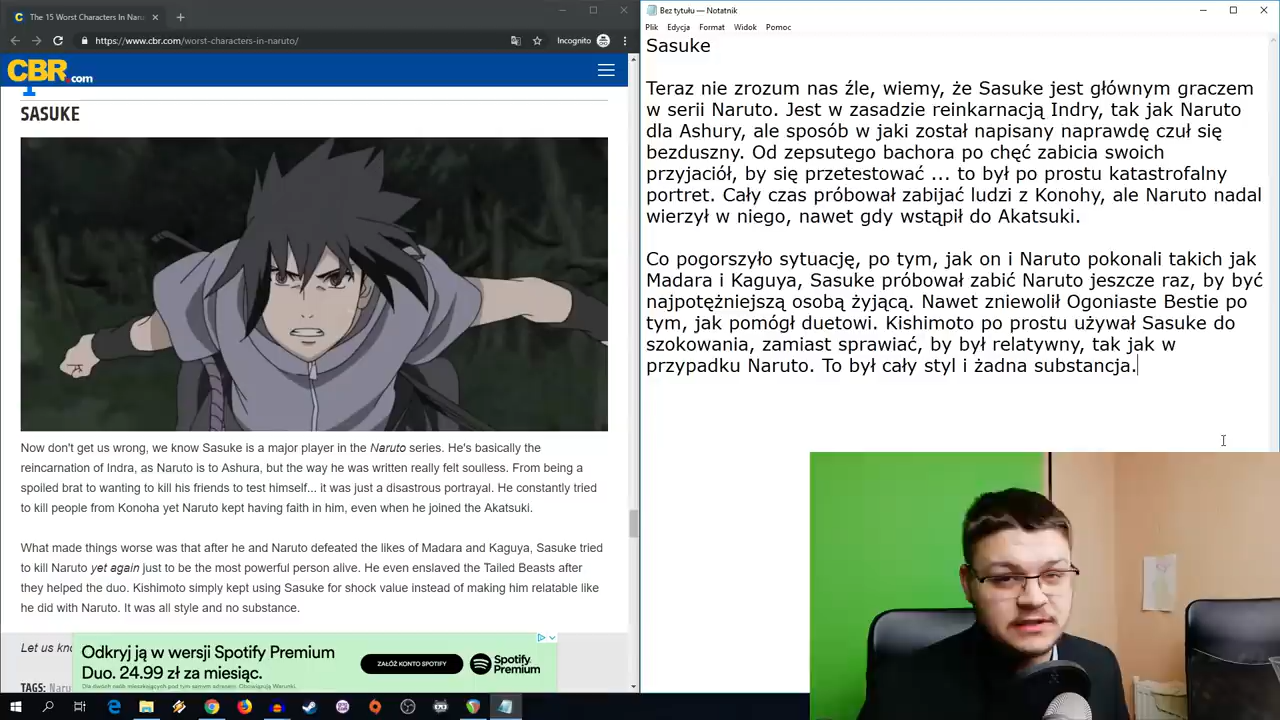 The 15 Worst Characters In Naru
https://www.cbr.com/worst-characters-in-naruto/
Incognito
CBR.com
SASUKE
Now don't get us wrong, we know Sasuke is a major player in the Naruto series. He's basically the
reincarnation of Indra, as Naruto is to Ashura, but the way he was written really felt soulless. From being a
spoiled brat to wanting to kill his friends to test himself... it was just a disastrous portrayal. He constantly tried
to kill people from Konoha yet Naruto kept having faith in him, even when he joined the Akatsuki.
What made things worse was that after he and Naruto defeated the likes of Madara and Kaguya, Sasuke tried
to kill Naruto yet again just to be the most powerful person alive. He even enslaved the Tailed Beasts after
they helped the duo. Kishimoto simply kept using Sasuke for shock value instead of making him relatable like
he did with Naruto. It was all style and no substance.
Let us kno
Odkryj ją w wersji Spotify Premium
Duo. 24.99 zł za miesiąc.
Dla dwóch osób mieszkających pod tym samym adresem. Obowiązują Warunki.
ZAŁÓŻ KONTO SPOTIFY
Spotify Premium
TAGS: Naru
Bez tytułu – Notatnik
Plik Edycja Format Widok Pomoc
Sasuke
Teraz nie zrozum nas źle, wiemy, że Sasuke jest głównym graczem
w serii Naruto. Jest w zasadzie reinkarnacją Indry, tak jak Naruto
dla Ashury, ale sposób w jaki został napisany naprawdę czuł się
bezduszny. Od zepsutego bachora po chęć zabicia swoich
przyjaciół, by się przetestować ... to był po prostu katastrofalny
portret. Cały czas próbował zabijać ludzi z Konohy, ale Naruto nadal
wierzył w niego, nawet gdy wstąpił do Akatsuki.
Co pogorszyło sytuację, po tym, jak on i Naruto pokonali takich jak
Madara i Kaguya, Sasuke próbował zabić Naruto jeszcze raz, by być
najpotężniejszą osobą żyjącą. Nawet zniewolił Ogoniaste Bestie po
tym, jak pomógł duetowi. Kishimoto po prostu używał Sasuke do
szokowania, zamiast sprawiać, by był relatywny, tak jak w
przypadku Naruto. To był cały styl i żadna substancja.